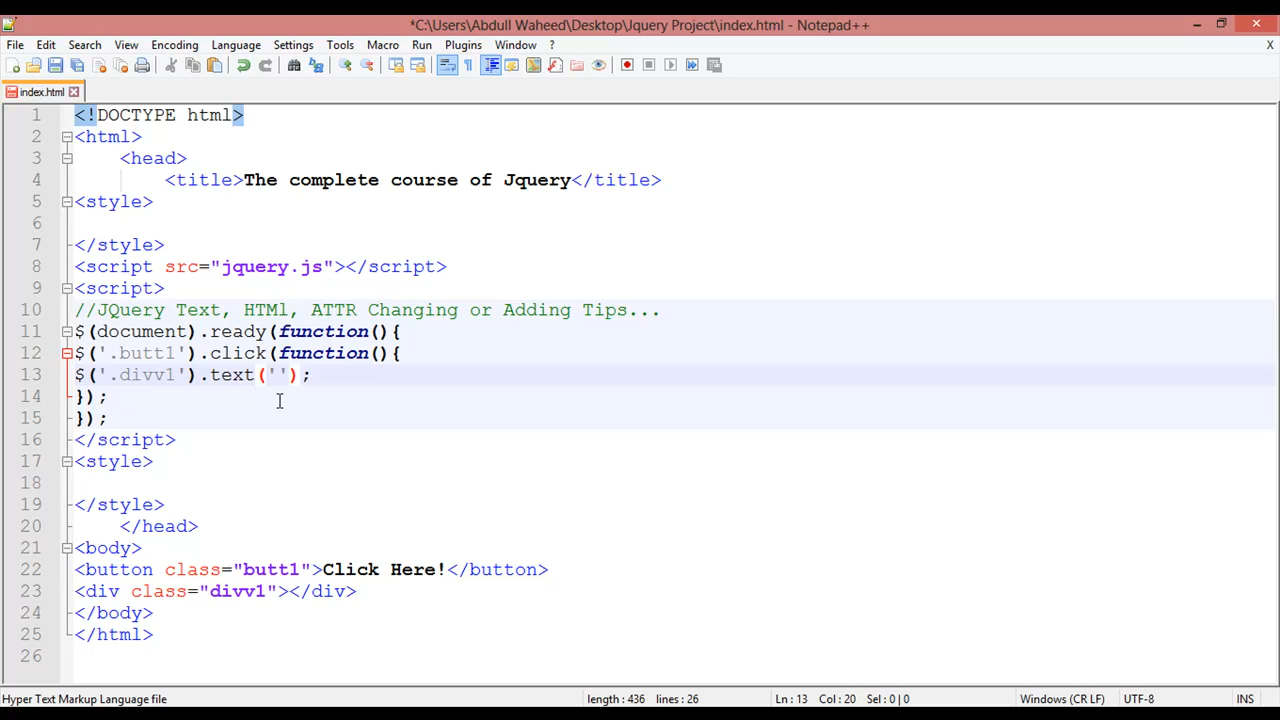 *C:\Users\Abdull Waheed\Desktop\Jquery Project\index.html - Notepad++
File Edit Search View Encoding Language Settings Tools Macro Run Plugins Window ? X
index.html
1 <!DOCTYPE html>
2 <html>
3 <head>
4 <title>The complete course of Jquery</title>
5 <style>
6
7 </style>
8 <script src="jquery.js"></script>
9 <script>
10 //JQuery Text, HTMl, ATTR Changing or Adding Tips...
11 $(document).ready(function(){
12 $('.butt1').click(function(){
13 $('.divv1').text('');
14 });
15 });
16 </script>
17 <style>
18
19 </style>
20 </head>
21 <body>
22 <button class="butt1">Click Here!</button>
23 <div class="divv1"></div>
24 </body>
25 </html>
26
Hyper Text Markup Language file length : 436 lines : 26 Ln : 13 Col : 20 Sel : 0 | 0 Windows (CR LF) UTF-8 INS